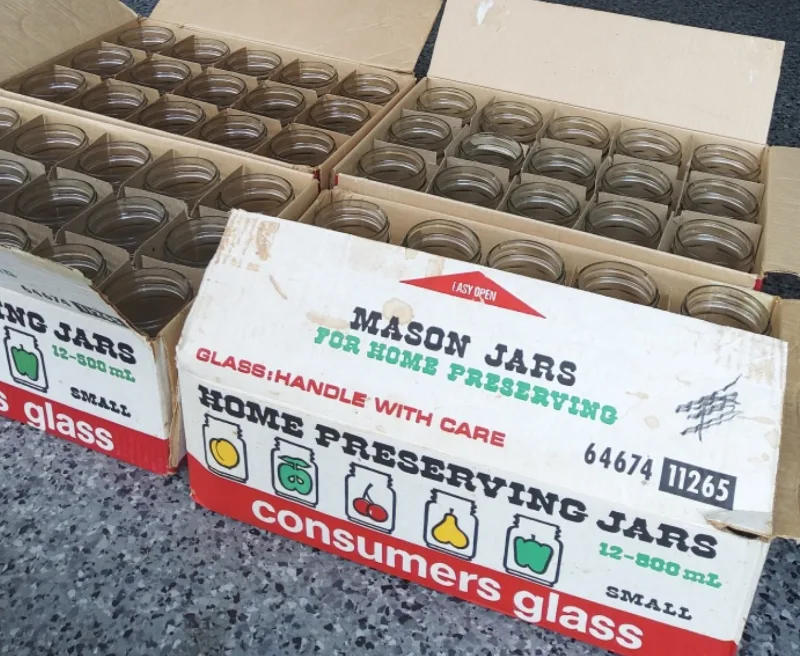 EASY OPEN
MASON JARS
FOR HOME PRESERVING
GLASS: HANDLE WITH CARE
64674 11265
HOME PRESERVING JARS
12-500 mL
SMALL
consumers glass
64674
NG JARS
12-500 mL
SMALL
s glass